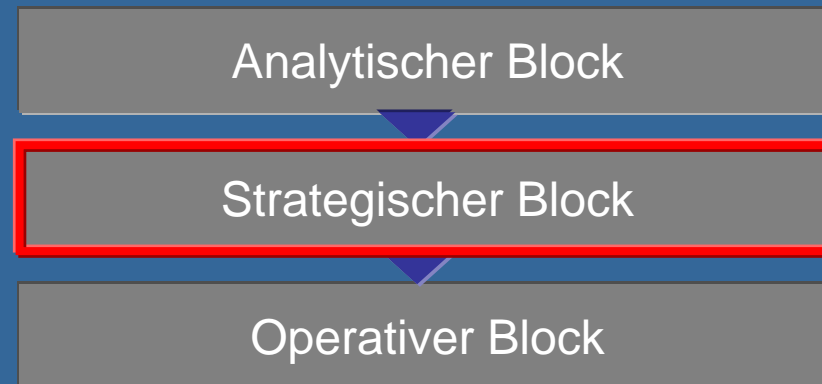 Analytischer Block
Strategischer Block
Operativer Block